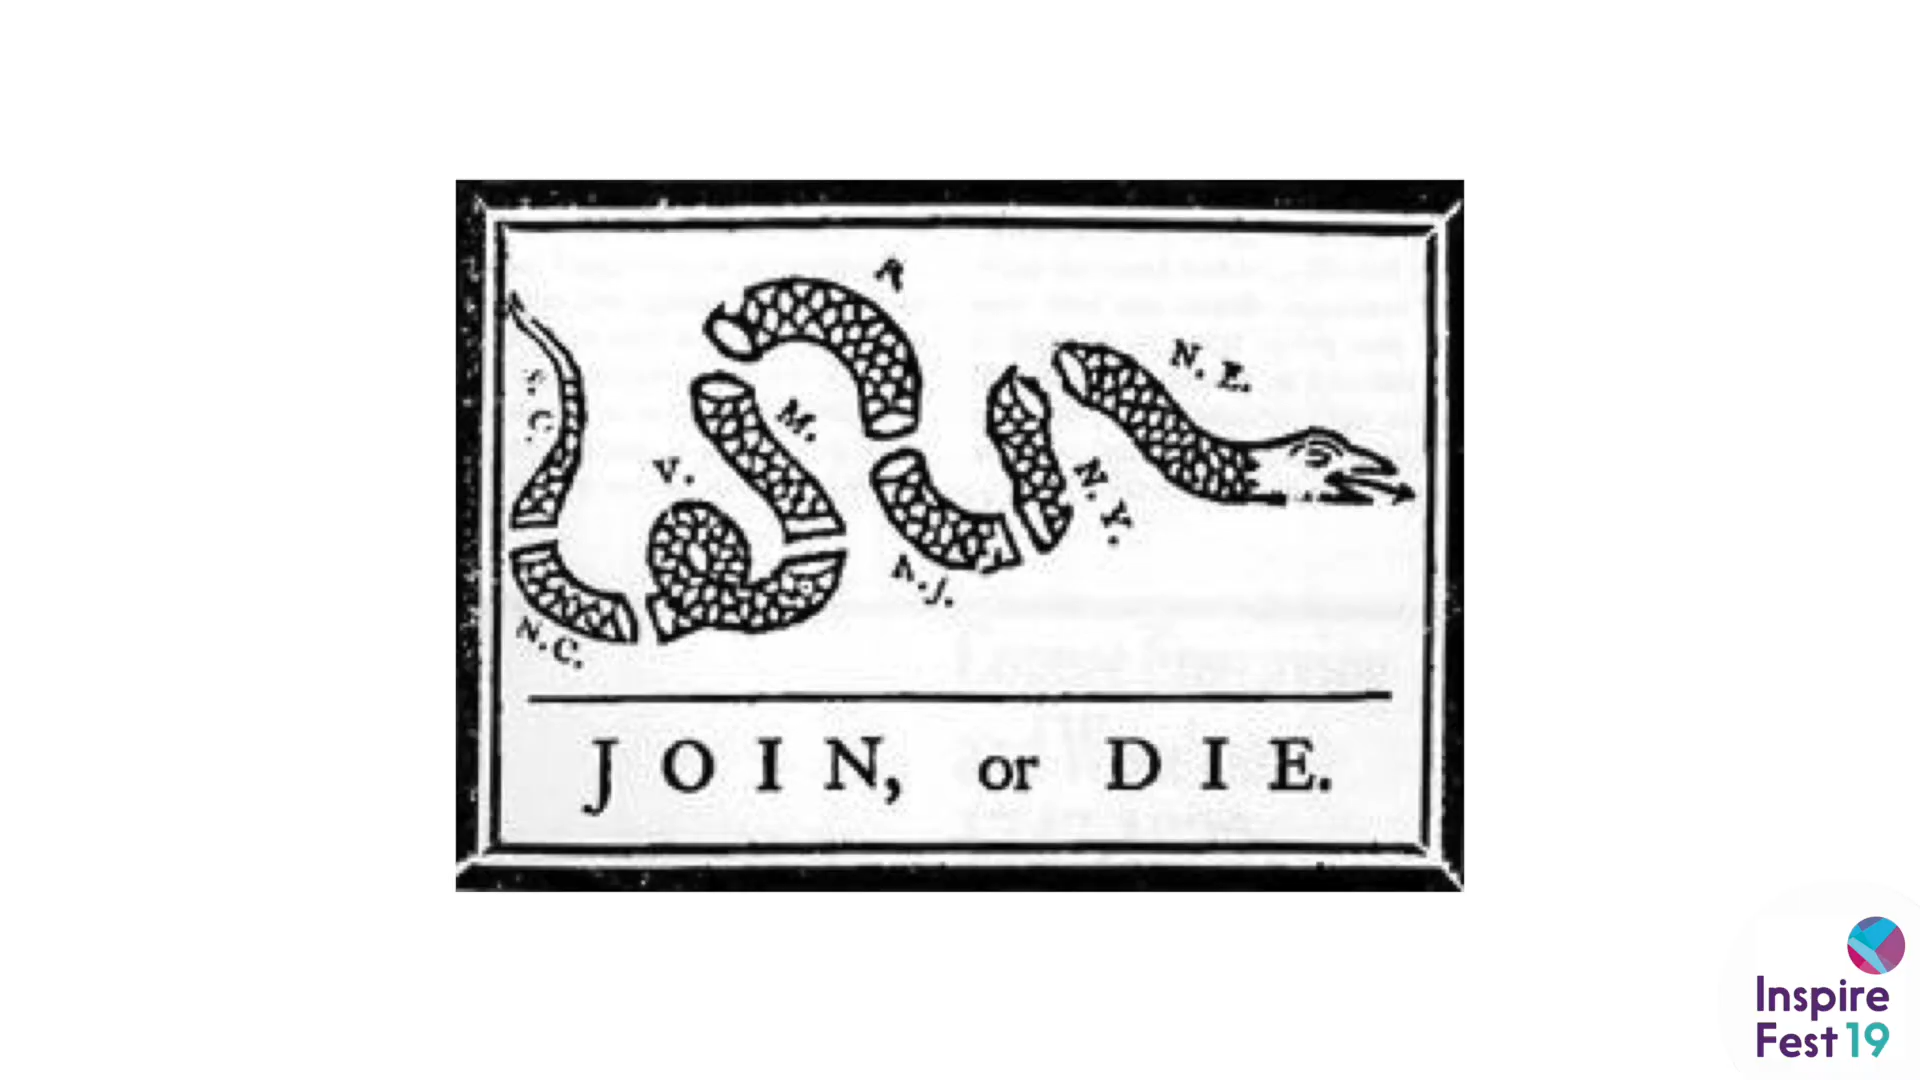 N. E.
M.
V.
N. Y.
N.C.
JOIN, or DIE.
Inspire
Fest 19